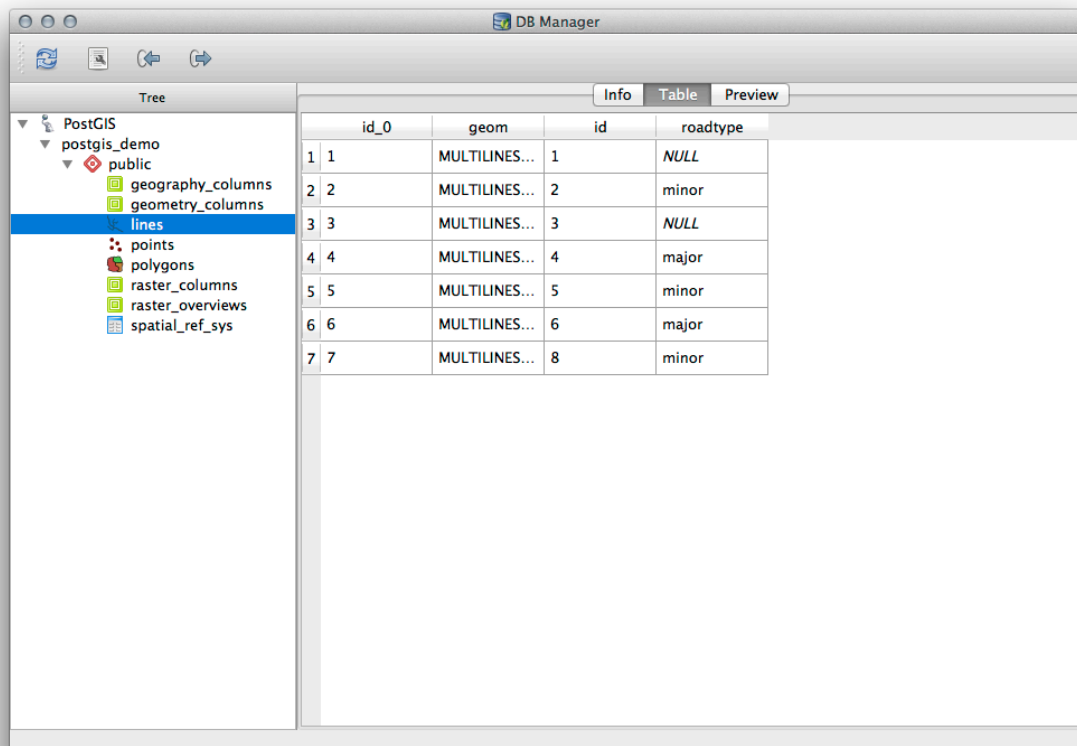 DB Manager
Tree
Info Table Preview
PostGIS
postgis_demo
public
geography_columns
geometry_columns
lines
points
polygons
raster_columns
raster_overviews
spatial_ref_sys
id_0 geom id roadtype
1 1 MULTILINES... 1 NULL
2 2 MULTILINES... 2 minor
3 3 MULTILINES... 3 NULL
4 4 MULTILINES... 4 major
5 5 MULTILINES... 5 minor
6 6 MULTILINES... 6 major
7 7 MULTILINES... 8 minor